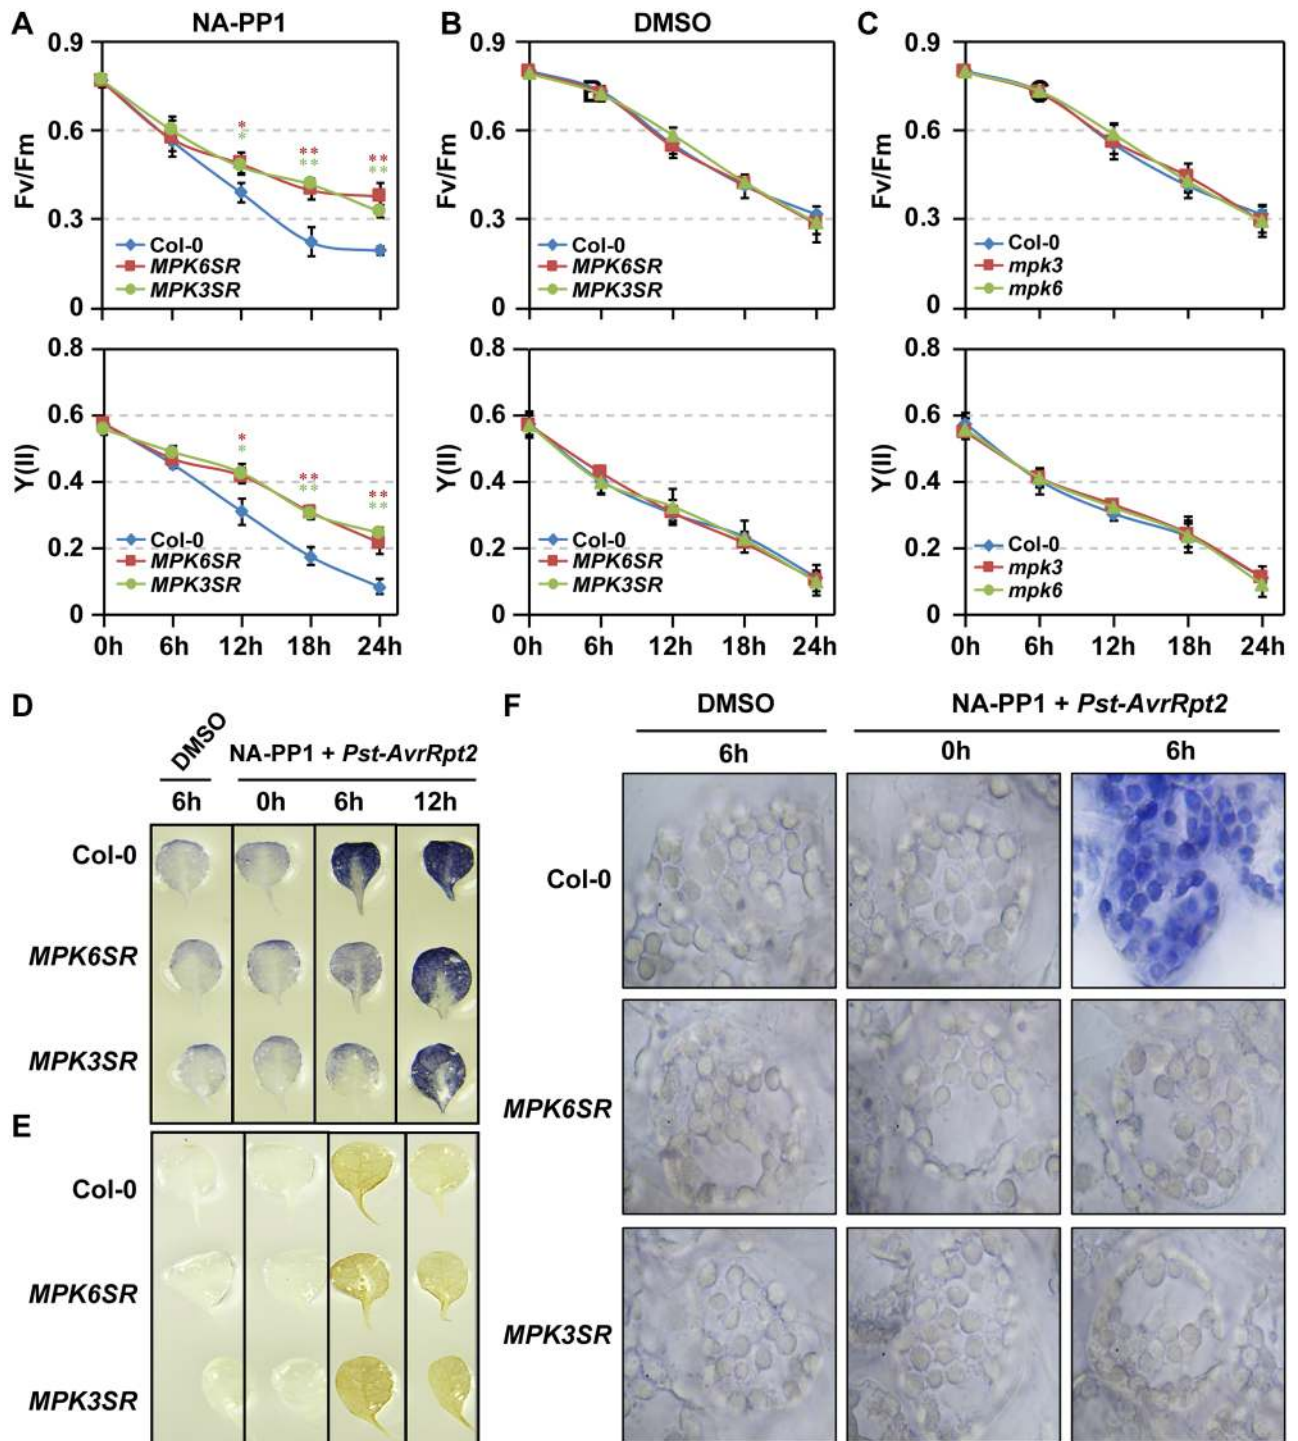 A NA-PP1
B DMSO
C
0.9
0.6
0.3
0
Fv/Fm
* *
** **
** **
Col-0
MPK6SR
MPK3SR
0.9
0.6
0.3
0
Fv/Fm
Col-0
MPK6SR
MPK3SR
0.9
0.6
0.3
0
Fv/Fm
Col-0
mpk3
mpk6
0.8
0.6
0.4
0.2
0
Y(II)
* *
** **
** **
Col-0
MPK6SR
MPK3SR
0h 6h 12h 18h 24h
0.8
0.6
0.4
0.2
0
Y(II)
Col-0
MPK6SR
MPK3SR
0h 6h 12h 18h 24h
0.8
0.6
0.4
0.2
0
Y(II)
Col-0
mpk3
mpk6
0h 6h 12h 18h 24h
D
DMSO NA-PP1 + Pst-AvrRpt2
6h 0h 6h 12h
Col-0
MPK6SR
MPK3SR
E
Col-0
MPK6SR
MPK3SR
F
DMSO NA-PP1 + Pst-AvrRpt2
6h 0h 6h
Col-0
MPK6SR
MPK3SR